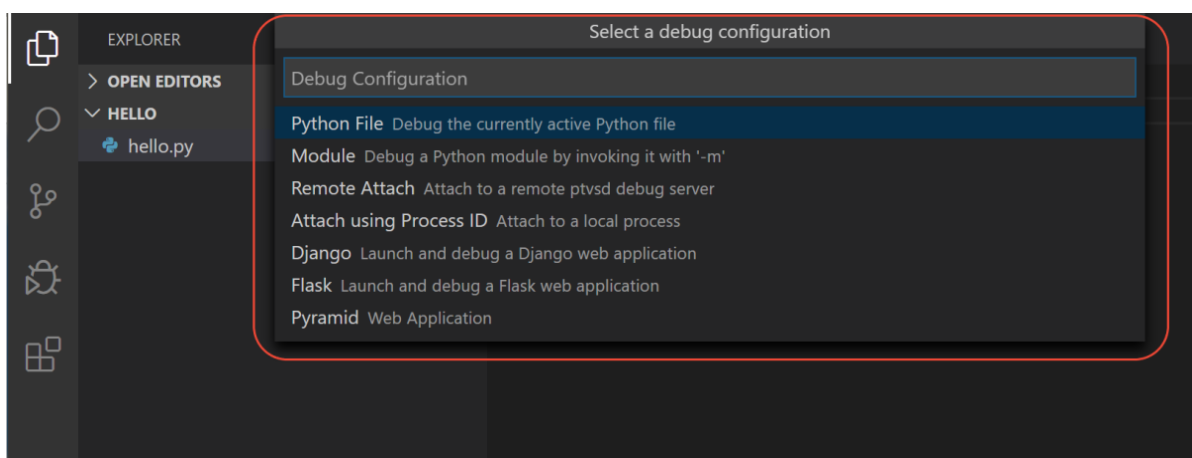 EXPLORER
OPEN EDITORS
HELLO
hello.py
Select a debug configuration
Debug Configuration
Python File Debug the currently active Python file
Module Debug a Python module by invoking it with '-m'
Remote Attach Attach to a remote ptvsd debug server
Attach using Process ID Attach to a local process
Django Launch and debug a Django web application
Flask Launch and debug a Flask web application
Pyramid Web Application